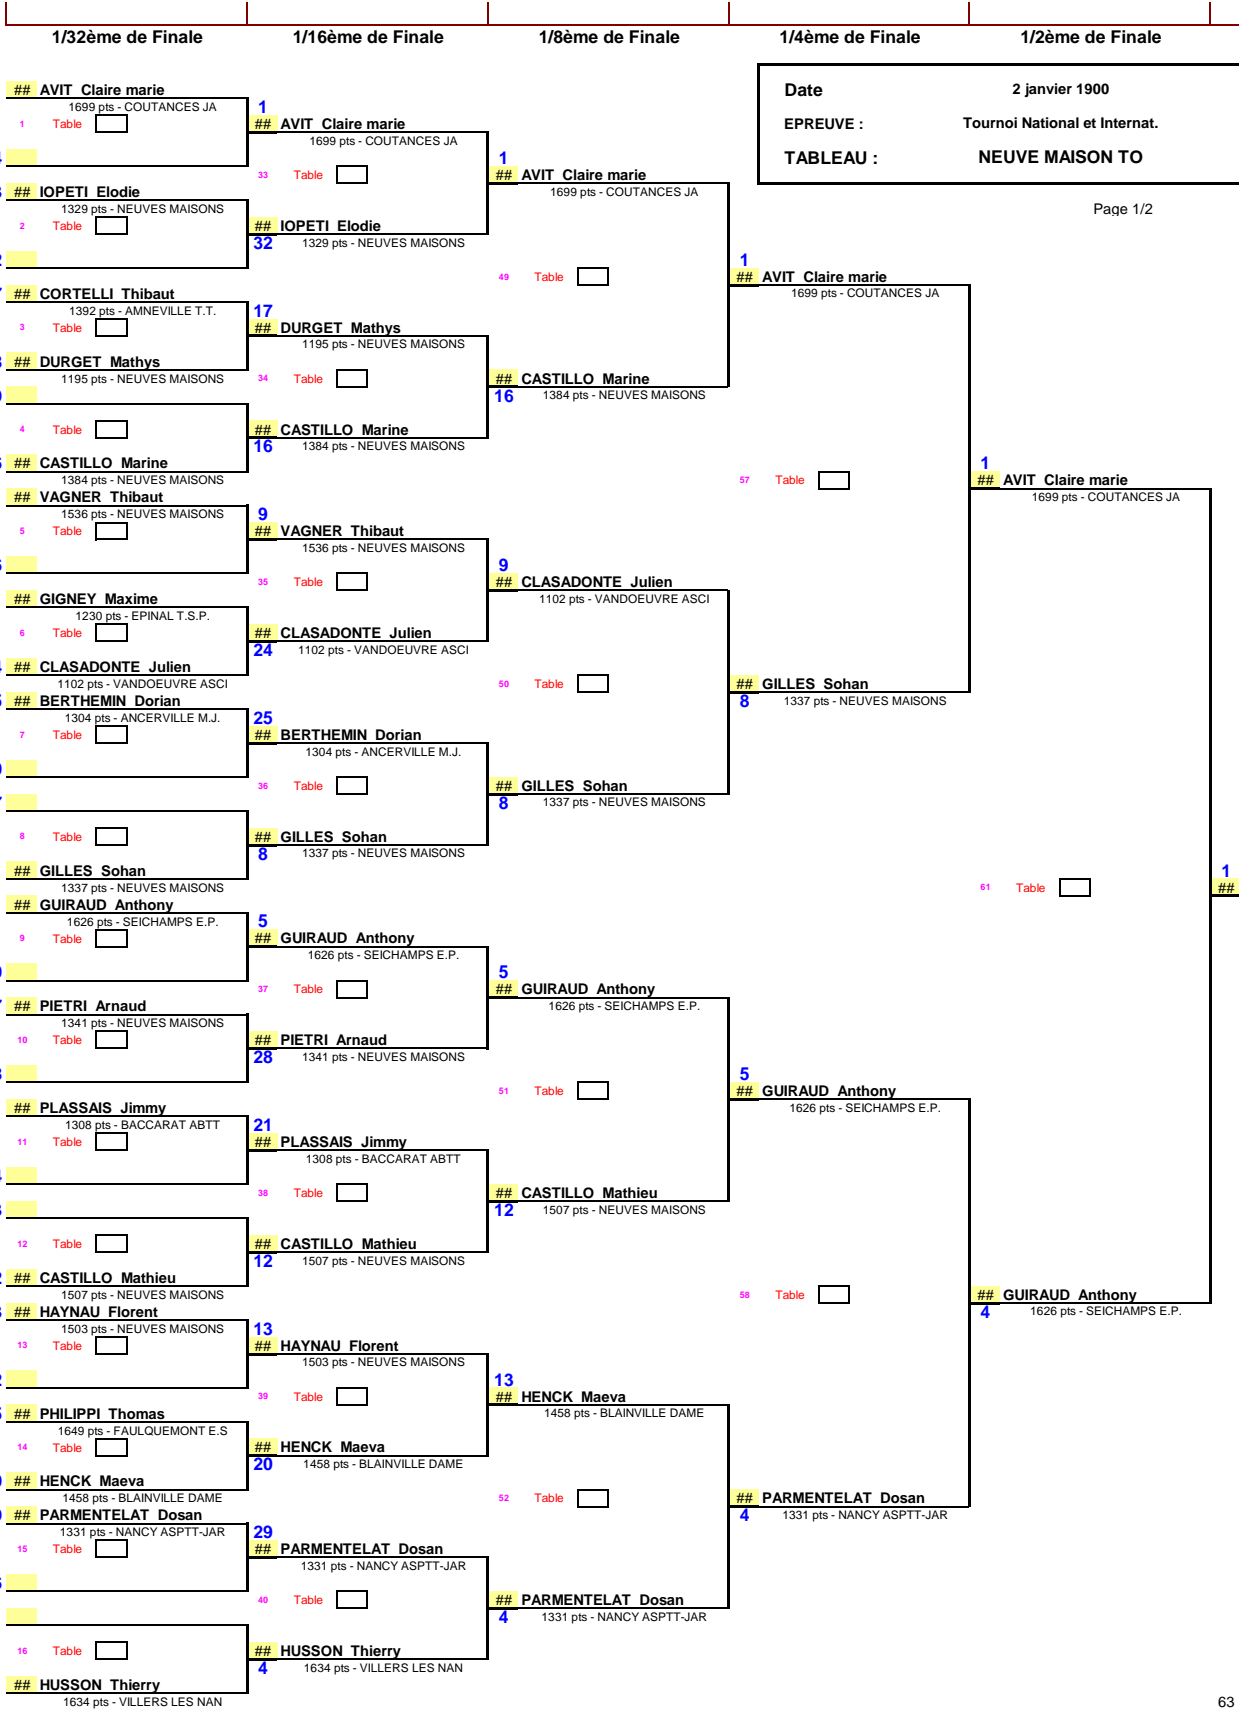 1/32ème de Finale 1/16ème de Finale 1/8ème de Finale 1/4ème de Finale 1/2ème de Finale
Date 2 janvier 1900
EPREUVE : Tournoi National et Internat.
TABLEAU : NEUVE MAISON TO
Page 1/2
## AVIT Claire marie
1699 pts - COUTANCES JA
1 Table
## IOPETI Elodie
1329 pts - NEUVES MAISONS
2 Table
## CORTELLI Thibaut
1392 pts - AMNEVILLE T.T.
3 Table
## DURGET Mathys
1195 pts - NEUVES MAISONS
4 Table
## CASTILLO Marine
1384 pts - NEUVES MAISONS
## VAGNER Thibaut
1536 pts - NEUVES MAISONS
5 Table
## GIGNEY Maxime
1230 pts - EPINAL T.S.P.
6 Table
## CLASADONTE Julien
1102 pts - VANDOEUVRE ASCI
## BERTHEMIN Dorian
1304 pts - ANCERVILLE M.J.
7 Table
8 Table
## GILLES Sohan
1337 pts - NEUVES MAISONS
## GUIRAUD Anthony
1626 pts - SEICHAMPS E.P.
9 Table
## PIETRI Arnaud
1341 pts - NEUVES MAISONS
10 Table
## PLASSAIS Jimmy
1308 pts - BACCARAT ABTT
11 Table
12 Table
## CASTILLO Mathieu
1507 pts - NEUVES MAISONS
## HAYNAU Florent
1503 pts - NEUVES MAISONS
13 Table
## PHILIPPI Thomas
1649 pts - FAULQUEMONT E.S
14 Table
## HENCK Maeva
1458 pts - BLAINVILLE DAME
## PARMENTELAT Dosan
1331 pts - NANCY ASPTT-JAR
15 Table
16 Table
## HUSSON Thierry
1634 pts - VILLERS LES NAN
1
## AVIT Claire marie
1699 pts - COUTANCES JA
33 Table
## IOPETI Elodie
32 1329 pts - NEUVES MAISONS
17
## DURGET Mathys
1195 pts - NEUVES MAISONS
34 Table
## CASTILLO Marine
16 1384 pts - NEUVES MAISONS
9
## VAGNER Thibaut
1536 pts - NEUVES MAISONS
35 Table
## CLASADONTE Julien
24 1102 pts - VANDOEUVRE ASCI
25
## BERTHEMIN Dorian
1304 pts - ANCERVILLE M.J.
36 Table
## GILLES Sohan
8 1337 pts - NEUVES MAISONS
5
## GUIRAUD Anthony
1626 pts - SEICHAMPS E.P.
37 Table
## PIETRI Arnaud
28 1341 pts - NEUVES MAISONS
21
## PLASSAIS Jimmy
1308 pts - BACCARAT ABTT
38 Table
## CASTILLO Mathieu
12 1507 pts - NEUVES MAISONS
13
## HAYNAU Florent
1503 pts - NEUVES MAISONS
39 Table
## HENCK Maeva
20 1458 pts - BLAINVILLE DAME
29
## PARMENTELAT Dosan
1331 pts - NANCY ASPTT-JAR
40 Table
## HUSSON Thierry
4 1634 pts - VILLERS LES NAN
1
## AVIT Claire marie
1699 pts - COUTANCES JA
49 Table
## CASTILLO Marine
16 1384 pts - NEUVES MAISONS
9
## CLASADONTE Julien
1102 pts - VANDOEUVRE ASCI
50 Table
## GILLES Sohan
8 1337 pts - NEUVES MAISONS
5
## GUIRAUD Anthony
1626 pts - SEICHAMPS E.P.
51 Table
## CASTILLO Mathieu
12 1507 pts - NEUVES MAISONS
13
## HENCK Maeva
1458 pts - BLAINVILLE DAME
52 Table
## PARMENTELAT Dosan
4 1331 pts - NANCY ASPTT-JAR
1
## AVIT Claire marie
1699 pts - COUTANCES JA
57 Table
## GILLES Sohan
8 1337 pts - NEUVES MAISONS
5
## GUIRAUD Anthony
1626 pts - SEICHAMPS E.P.
58 Table
## PARMENTELAT Dosan
4 1331 pts - NANCY ASPTT-JAR
1
## AVIT Claire marie
1699 pts - COUTANCES JA
61 Table
## GUIRAUD Anthony
4 1626 pts - SEICHAMPS E.P.
1
##
63